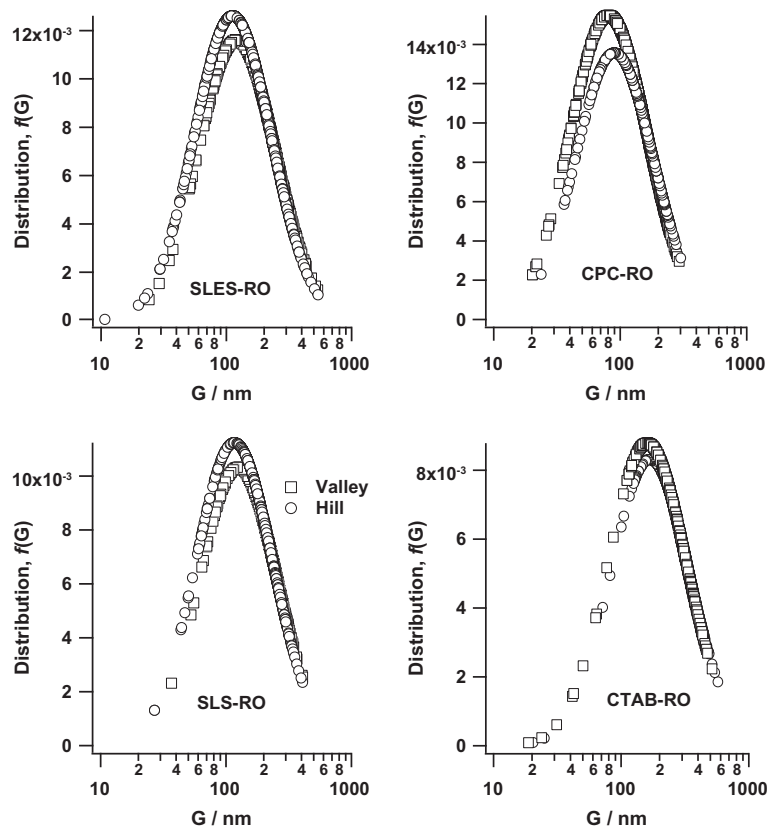 Distribution, f(G)
12x10-3
10
8
6
4
2
0
SLES-RO
2 4 6 8 2 4 6 8
10 100 1000
G / nm
Distribution, f(G)
14x10-3
12
10
8
6
4
2
0
CPC-RO
2 4 6 8 2 4 6 8
10 100 1000
G / nm
Distribution, f(G)
10x10-3
8
6
4
2
0
Valley
Hill
SLS-RO
2 4 6 8 2 4 6 8
10 100 1000
G / nm
Distribution, f(G)
8x10-3
6
4
2
0
CTAB-RO
2 4 6 8 2 4 6 8
10 100 1000
G / nm